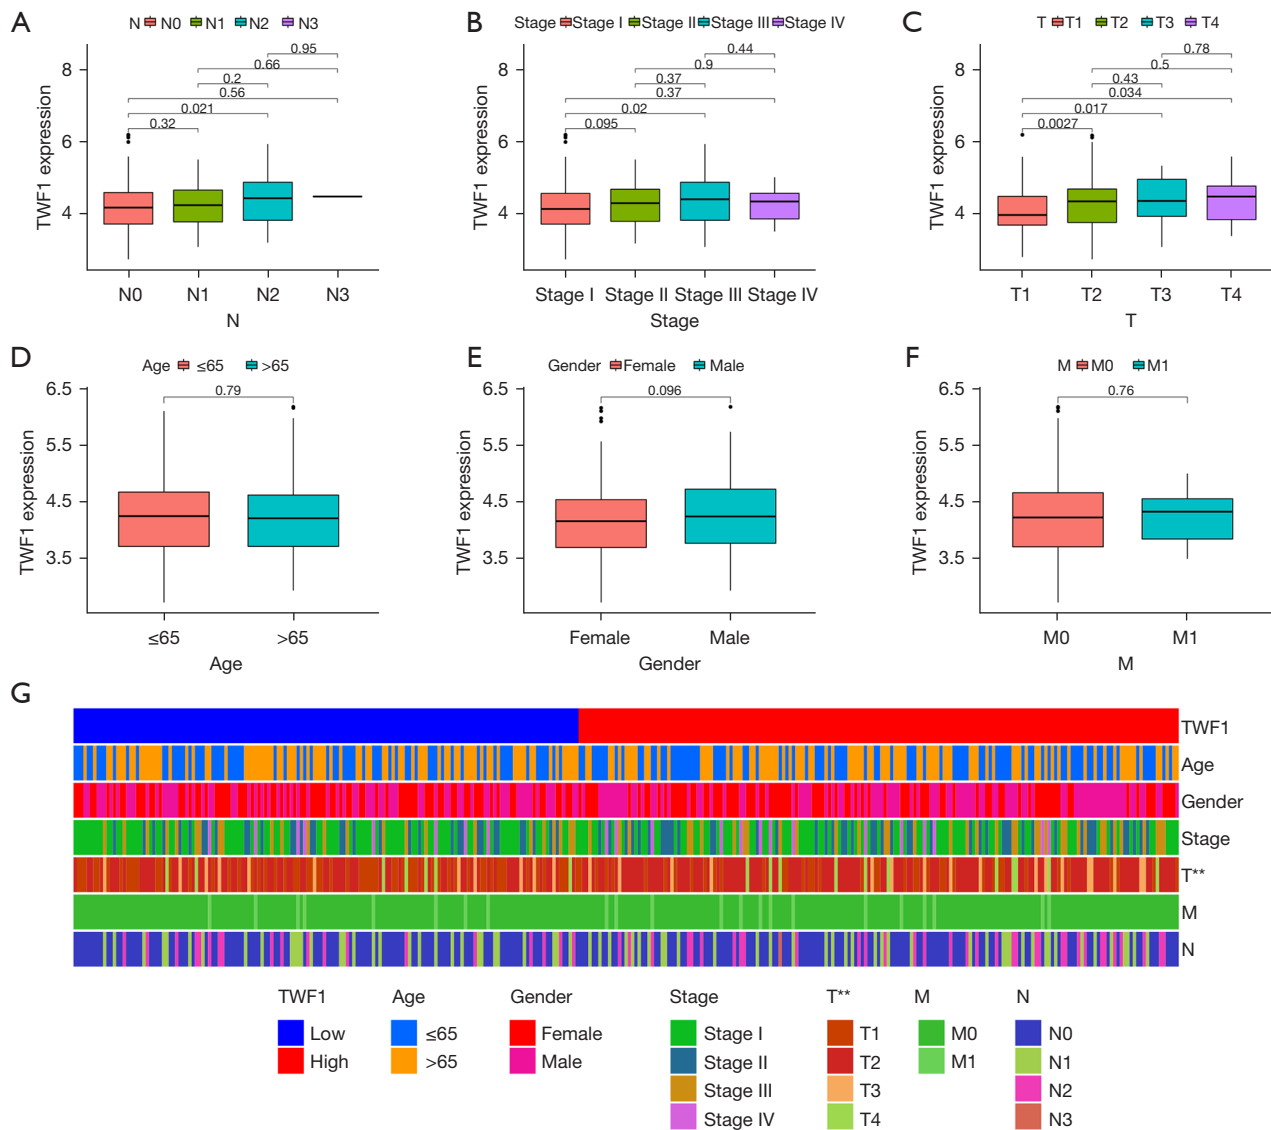 A
N N0 N1 N2 N3
TWF1 expression
8
6
4
0.95
0.66
0.2
0.56
0.021
0.32
N0 N1 N2 N3
N
B
Stage Stage I Stage II Stage III Stage IV
TWF1 expression
8
6
4
0.44
0.9
0.37
0.37
0.02
0.095
Stage I Stage II Stage III Stage IV
Stage
C
T T1 T2 T3 T4
TWF1 expression
8
6
4
0.78
0.5
0.43
0.034
0.017
0.0027
T1 T2 T3 T4
T
D
Age ≤65 >65
TWF1 expression
6.5
5.5
4.5
3.5
0.79
≤65 >65
Age
E
Gender Female Male
TWF1 expression
6.5
5.5
4.5
3.5
0.096
Female Male
Gender
F
M M0 M1
TWF1 expression
6.5
5.5
4.5
3.5
0.76
M0 M1
M
G
TWF1
Age
Gender
Stage
T**
M
N
TWF1 Age Gender Stage T** M N
Low ≤65 Female Stage I T1 M0 N0
High >65 Male Stage II T2 M1 N1
Stage III T3 N2
Stage IV T4 N3